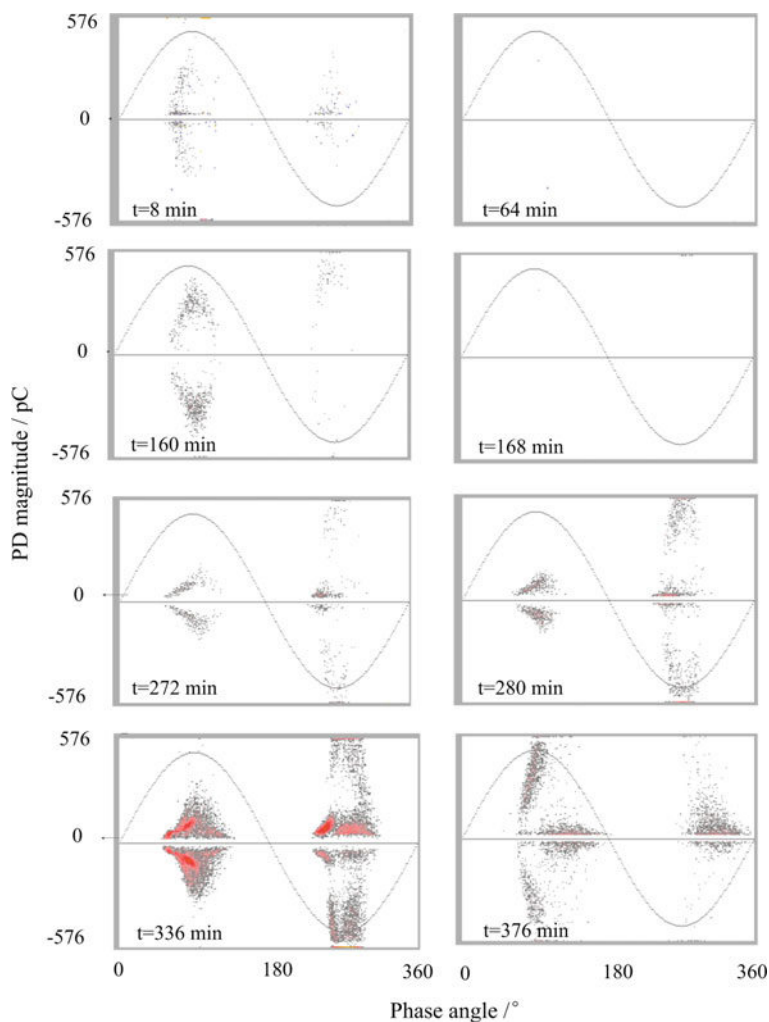 576
0
-576
t=8 min
t=64 min
576
0
-576
t=160 min
t=168 min
PD magnitude / pC
576
0
-576
t=272 min
t=280 min
576
0
-576
t=336 min
t=376 min
0 180 360 0 180 360
Phase angle /°